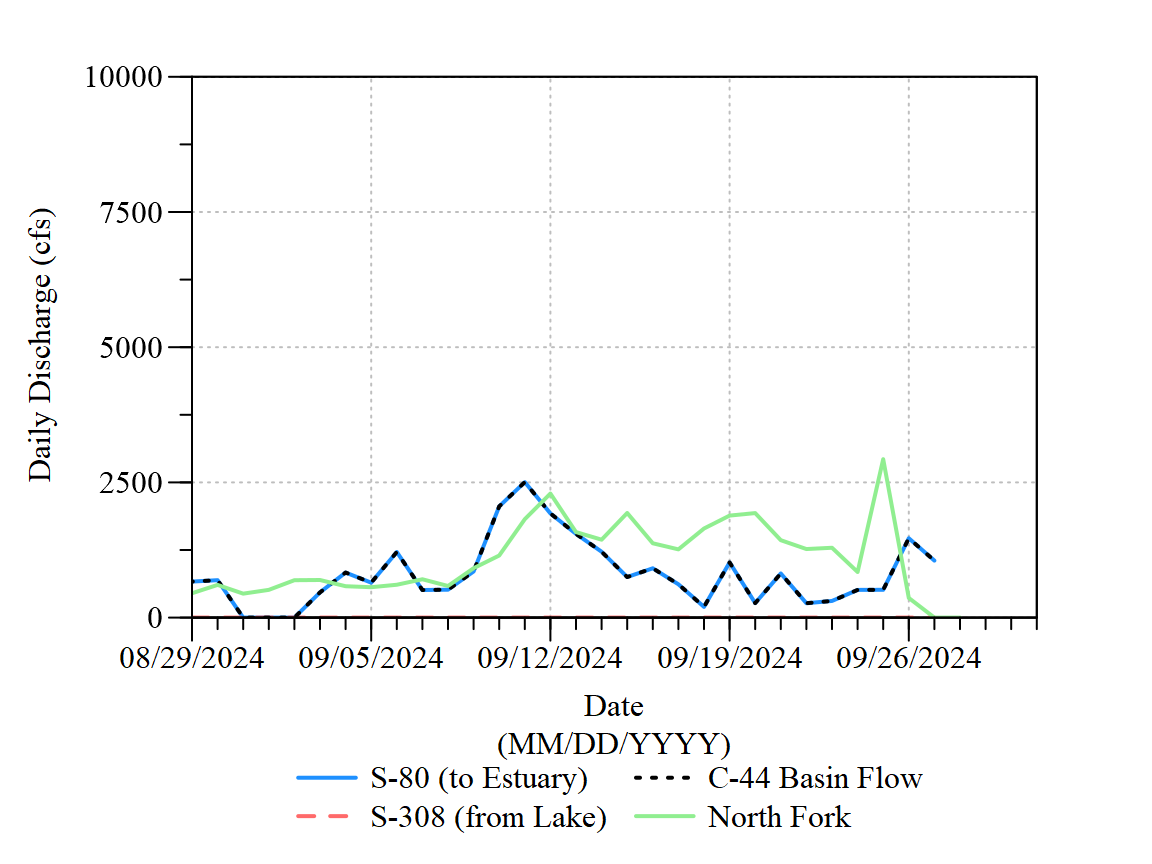 10000
7500
5000
2500
0
Daily Discharge (cfs)
08/29/2024 09/05/2024 09/12/2024 09/19/2024 09/26/2024
Date
(MM/DD/YYYY)
S-80 (to Estuary) C-44 Basin Flow
S-308 (from Lake) North Fork